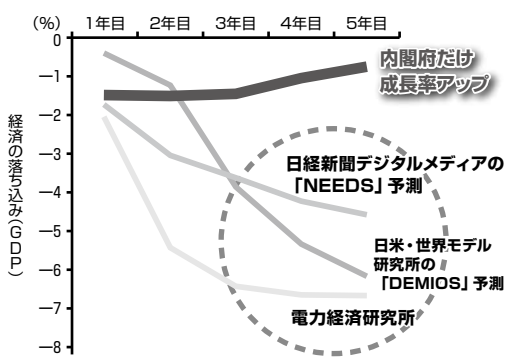 (%)
1年目 2年目 3年目 4年目 5年目
0
−1
−2
−3
−4
−5
−6
−7
−8
経済の落ち込み(GDP)
内閣府だけ
成長率アップ
日経新聞デジタルメディアの
「NEEDS」予測
日米・世界モデル
研究所の
「DEMIOS」予測
電力経済研究所